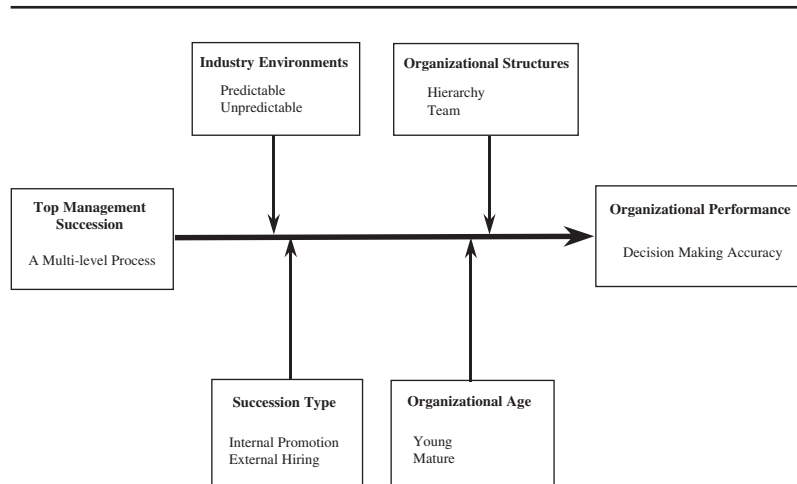 Industry Environments
Predictable
Unpredictable
Organizational Structures
Hierarchy
Team
Top Management
Succession
A Multi-level Process
Organizational Performance
Decision Making Accuracy
Succession Type
Internal Promotion
External Hiring
Organizational Age
Young
Mature